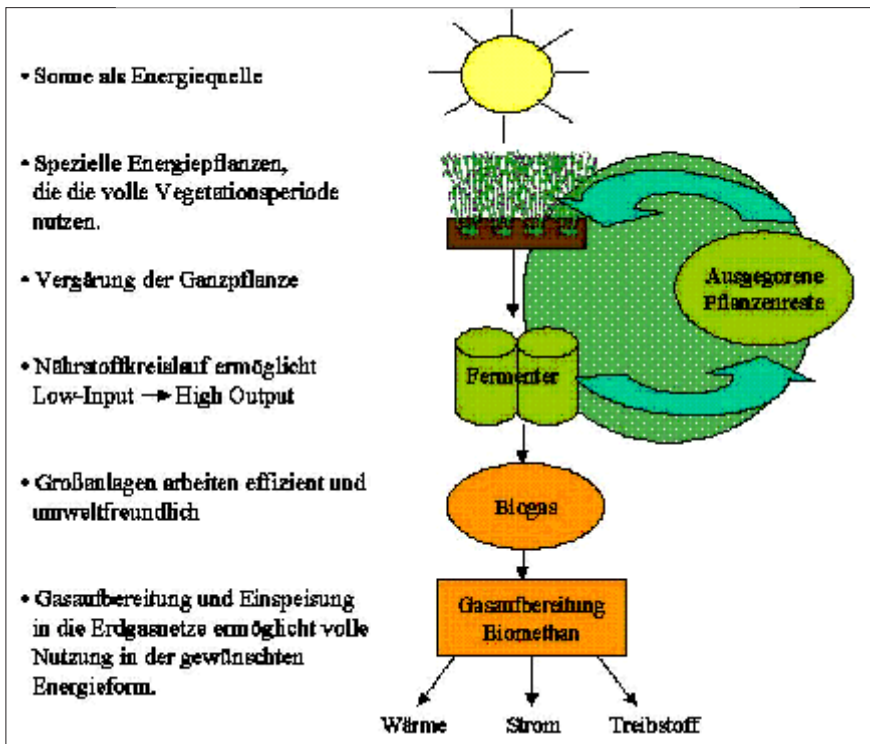 • Sonne als Energiequelle
• Spezielle Energiepflanzen,
die die volle Vegetationsperiode
nutzen.
• Vergärung der Ganzpflanze
• Nährstoffkreislauf ermöglicht
Low-Input → High Output
• Großanlagen arbeiten effizient und
umweltfreundlich
• Gasaufbereitung und Einspeisung
in die Erdgasnetze ermöglicht volle
Nutzung in der gewünschten
Energieform.
Ausgegorene
Pflanzenreste
Fermenter
Biogas
Gasaufbereitung
Biomethan
Wärme
Strom
Treibstoff